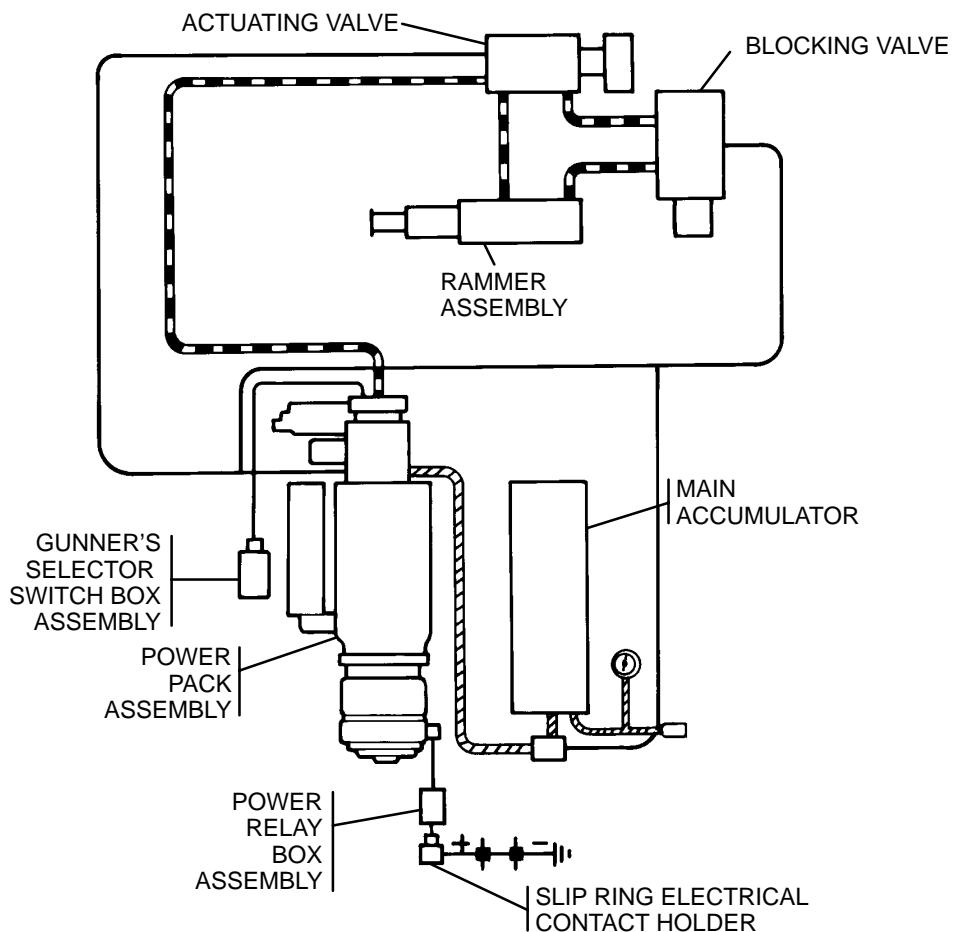 ACTUATING VALVE
BLOCKING VALVE
RAMMER
ASSEMBLY
MAIN
ACCUMULATOR
GUNNER'S
SELECTOR
SWITCH BOX
ASSEMBLY
POWER
PACK
ASSEMBLY
POWER
RELAY
BOX
ASSEMBLY
+ −
SLIP RING ELECTRICAL
CONTACT HOLDER